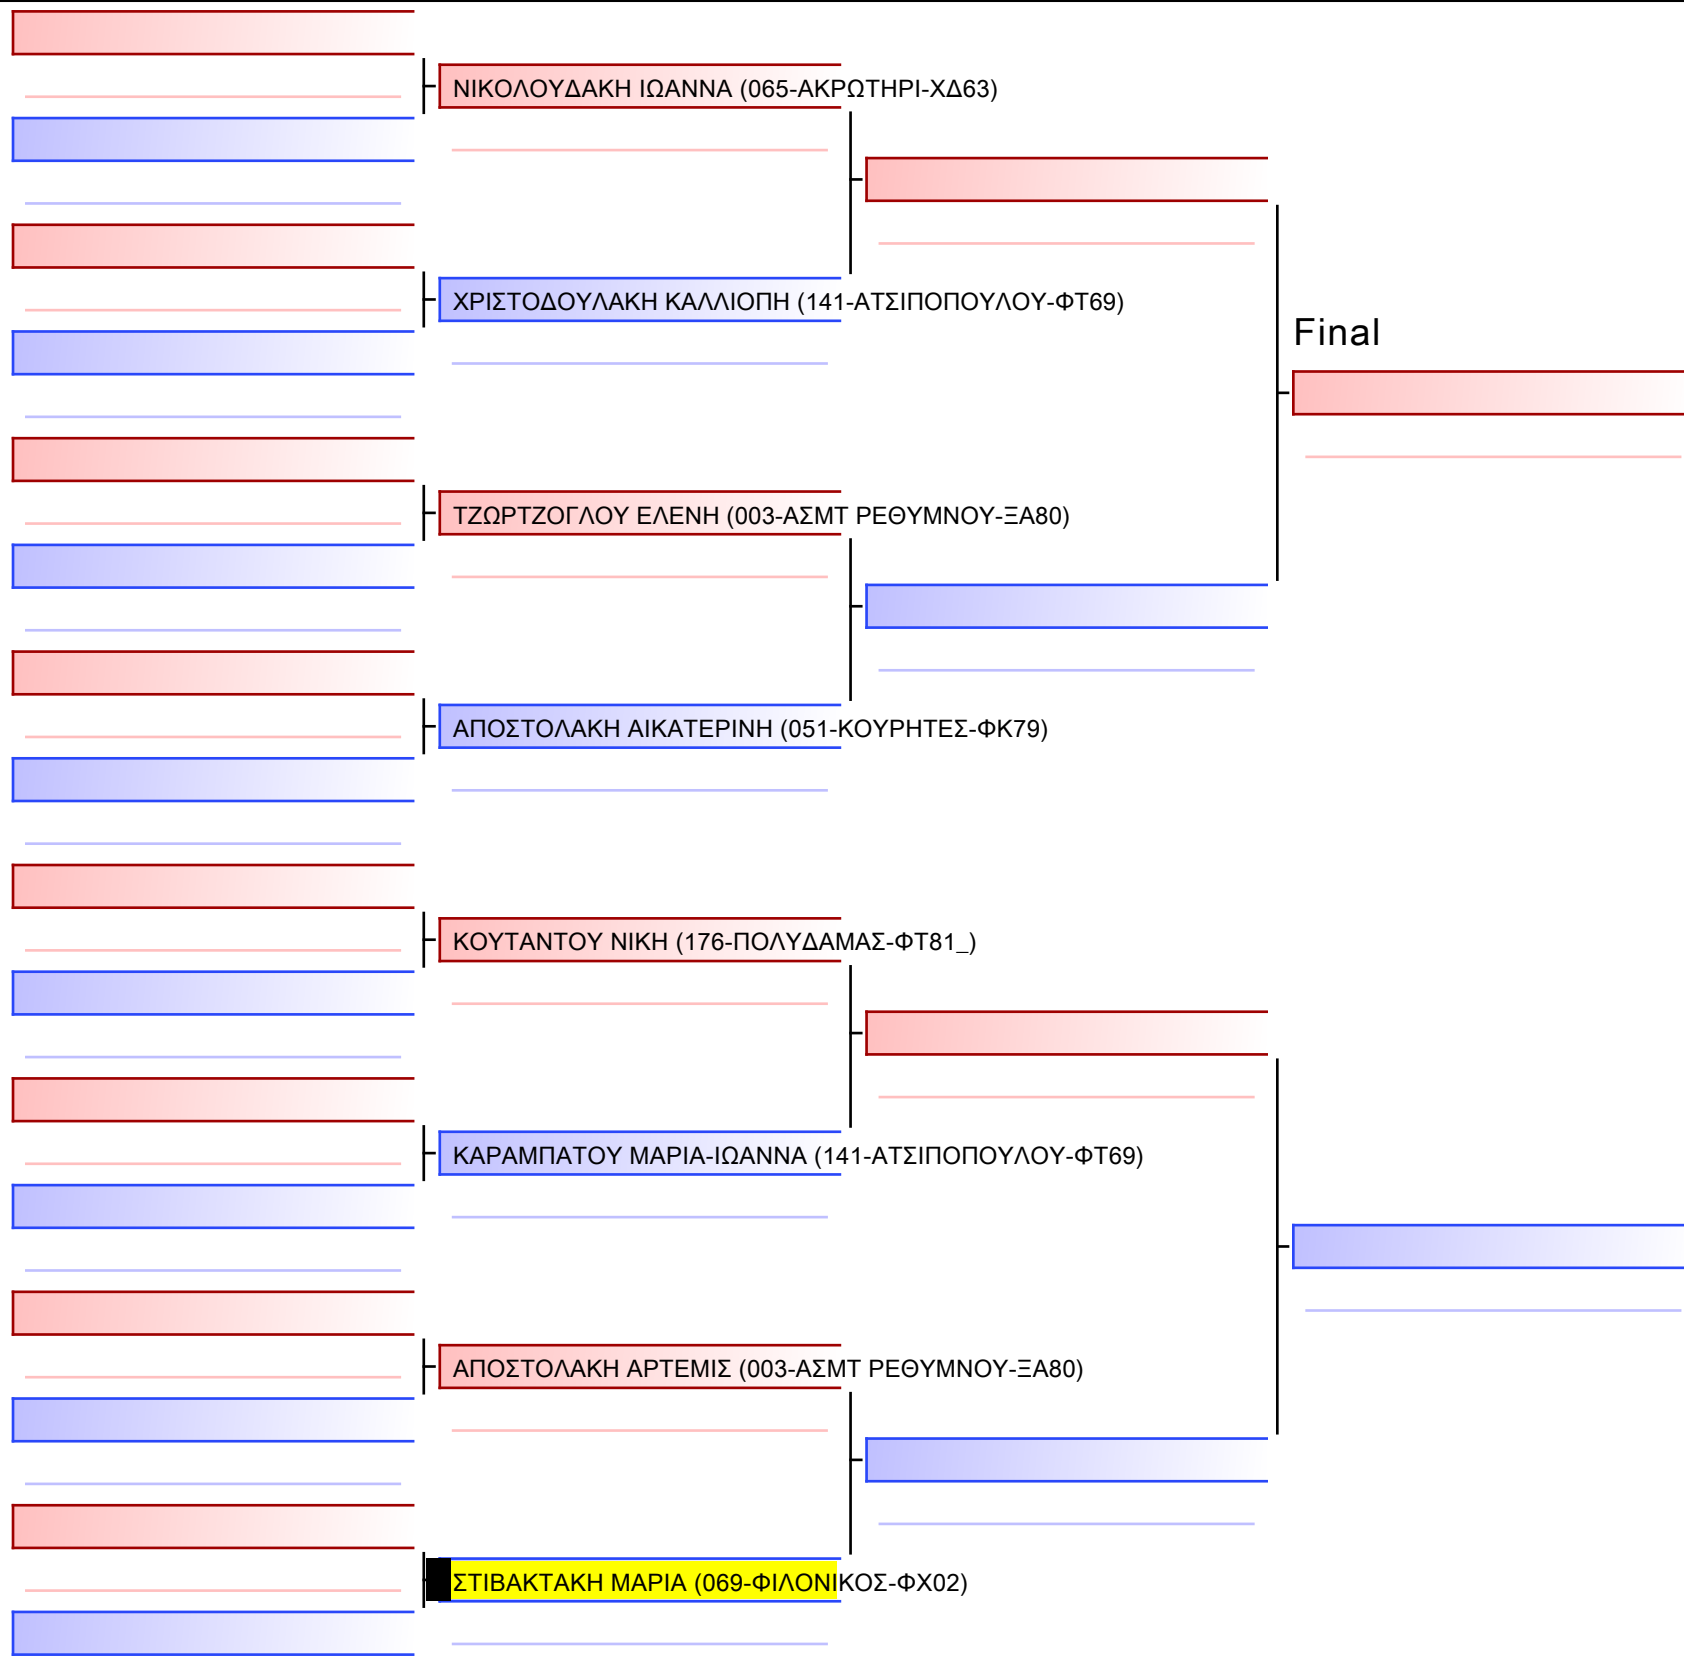 ΝΙΚΟΛΟΥΔΑΚΗ ΙΩΑΝΝΑ (065-ΑΚΡΩΤΗΡΙ-ΧΔ63)
ΧΡΙΣΤΟΔΟΥΛΑΚΗ ΚΑΛΛΙΟΠΗ (141-ΑΤΣΙΠΟΠΟΥΛΟΥ-ΦΤ69)
Final
ΤΖΩΡΤΖΟΓΛΟΥ ΕΛΕΝΗ (003-ΑΣΜΤ ΡΕΘΥΜΝΟΥ-ΞΑ80)
ΑΠΟΣΤΟΛΑΚΗ ΑΙΚΑΤΕΡΙΝΗ (051-ΚΟΥΡΗΤΕΣ-ΦΚ79)
ΚΟΥΤΑΝΤΟΥ ΝΙΚΗ (176-ΠΟΛΥΔΑΜΑΣ-ΦΤ81_)
ΚΑΡΑΜΠΑΤΟΥ ΜΑΡΙΑ-ΙΩΑΝΝΑ (141-ΑΤΣΙΠΟΠΟΥΛΟΥ-ΦΤ69)
ΑΠΟΣΤΟΛΑΚΗ ΑΡΤΕΜΙΣ (003-ΑΣΜΤ ΡΕΘΥΜΝΟΥ-ΞΑ80)
ΣΤΙΒΑΚΤΑΚΗ ΜΑΡΙΑ (069-ΦΙΛΟΝΙΚΟΣ-ΦΧ02)